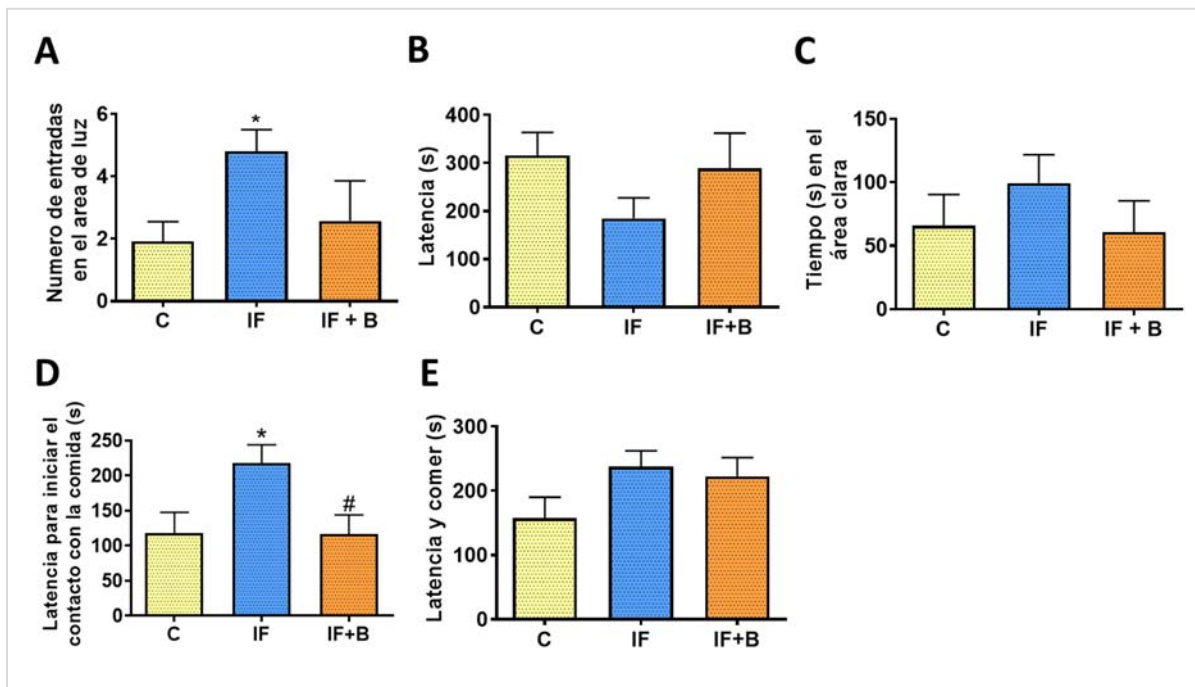 A
Numero de entradas
en el area de luz
6
4
2
0
*
C
IF
IF + B
B
Latencia (s)
400
300
200
100
0
C
IF
IF+B
C
Tiempo (s) en el
área clara
150
100
50
0
C
IF
IF + B
D
Latencia para iniciar el
contacto con la comida (s)
250
200
150
100
50
0
*
#
C
IF
IF+B
E
Latencia y comer (s)
300
200
100
0
C
IF
IF+B